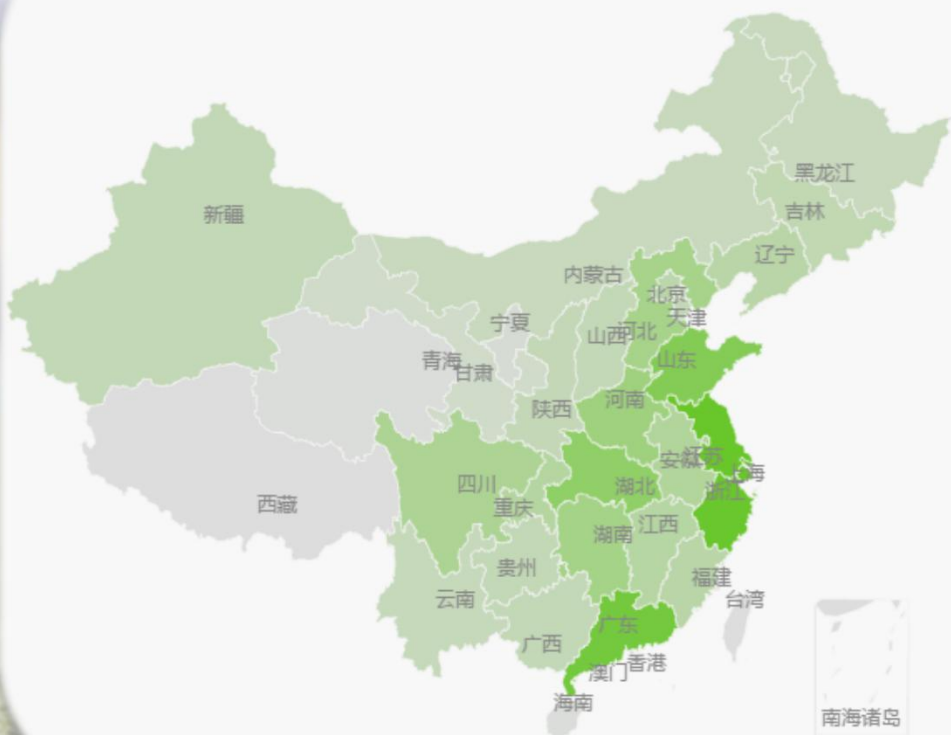 黑龙江
吉林
新疆
辽宁
内蒙古
北京
天津
宁夏
山西
河北
青海
甘肃
山东
陕西
河南
安徽
江苏
上海
四川
重庆
湖北
浙江
西藏
湖南
江西
贵州
福建
云南
台湾
广西
广东
澳门
香港
海南
南海诸岛